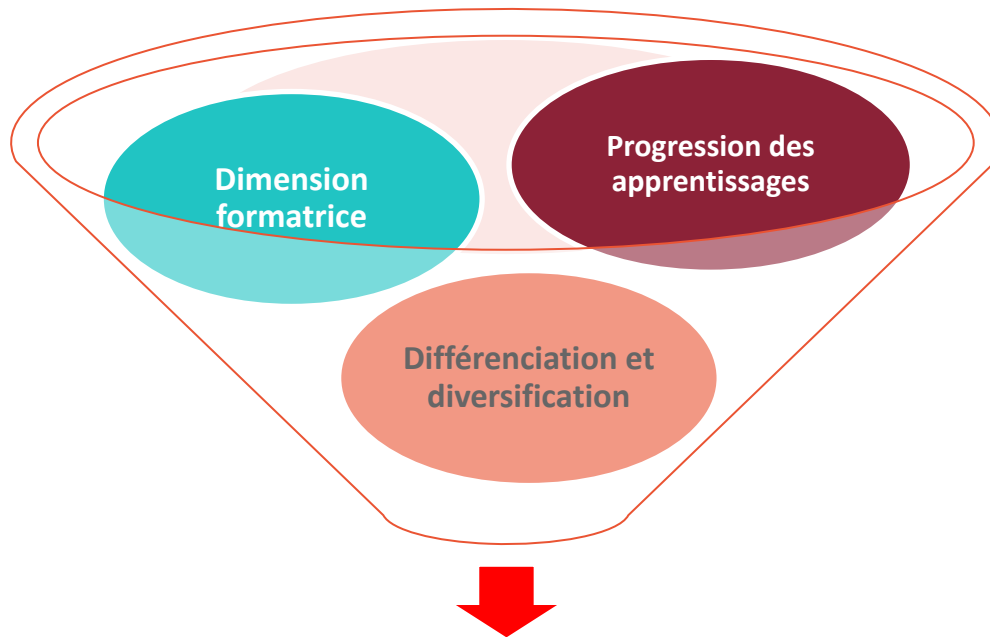 Dimension
formatrice
Progression des
apprentissages
Différenciation et
diversification